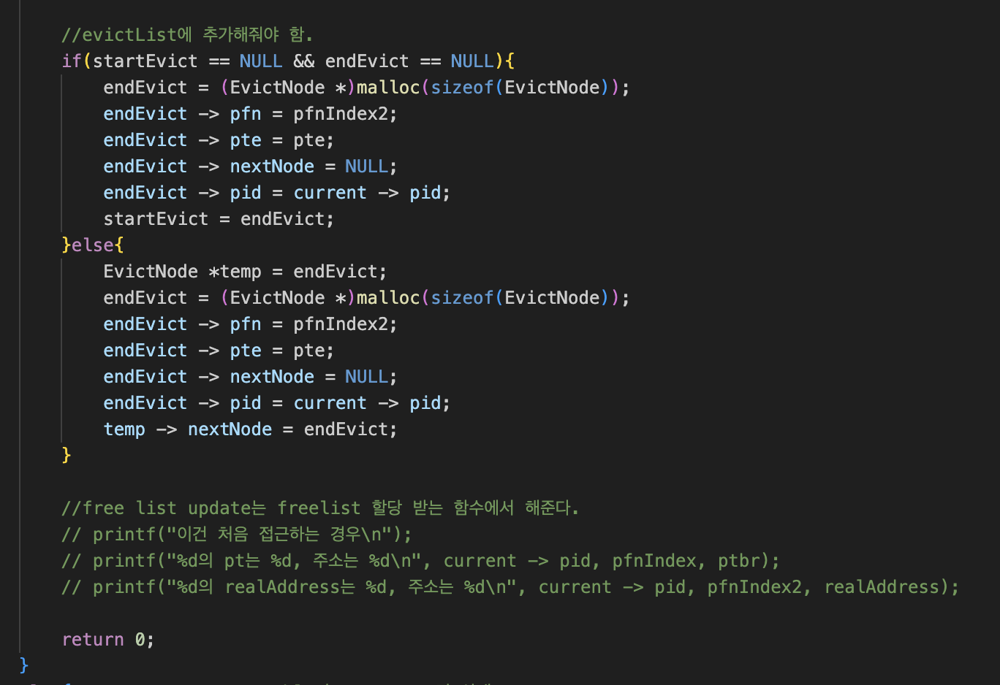 //evictList에 추가해줘야 함.
if(startEvict == NULL && endEvict == NULL){
endEvict = (EvictNode *)malloc(sizeof(EvictNode));
endEvict -> pfn = pfnIndex2;
endEvict -> pte = pte;
endEvict -> nextNode = NULL;
endEvict -> pid = current -> pid;
startEvict = endEvict;
}else{
EvictNode *temp = endEvict;
endEvict = (EvictNode *)malloc(sizeof(EvictNode));
endEvict -> pfn = pfnIndex2;
endEvict -> pte = pte;
endEvict -> nextNode = NULL;
endEvict -> pid = current -> pid;
temp -> nextNode = endEvict;
}
//free list update는 freelist 할당 받는 함수에서 해준다.
// printf("이건 처음 접근하는 경우\n");
// printf("%d의 pt는 %d, 주소는 %d\n", current -> pid, pfnIndex, ptbr);
// printf("%d의 realAddress는 %d, 주소는 %d\n", current -> pid, pfnIndex2, realAddress);
return 0;
}